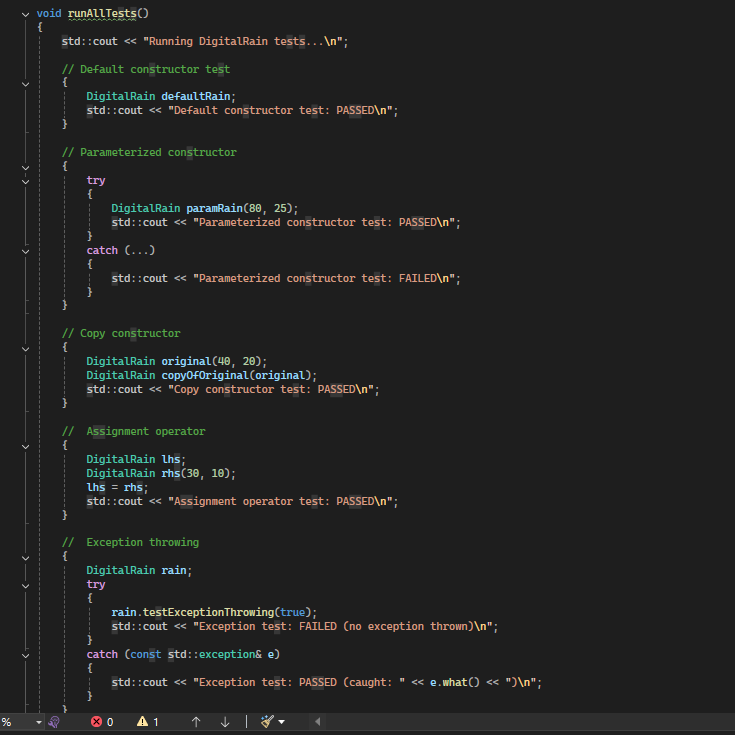 void runAllTests()
{
    std::cout << "Running DigitalRain tests...\n";

    // Default constructor test
    {
        DigitalRain defaultRain;
        std::cout << "Default constructor test: PASSED\n";
    }

    // Parameterized constructor
    {
        try
        {
            DigitalRain paramRain(80, 25);
            std::cout << "Parameterized constructor test: PASSED\n";
        }
        catch (...)
        {
            std::cout << "Parameterized constructor test: FAILED\n";
        }
    }

    // Copy constructor
    {
        DigitalRain original(40, 20);
        DigitalRain copyOfOriginal(original);
        std::cout << "Copy constructor test: PASSED\n";
    }

    //  Assignment operator
    {
        DigitalRain lhs;
        DigitalRain rhs(30, 10);
        lhs = rhs;
        std::cout << "Assignment operator test: PASSED\n";
    }

    //  Exception throwing
    {
        DigitalRain rain;
        try
        {
            rain.testExceptionThrowing(true);
            std::cout << "Exception test: FAILED (no exception thrown)\n";
        }
        catch (const std::exception& e)
        {
            std::cout << "Exception test: PASSED (caught: " << e.what() << ")\n";
        }
    }
% 0 1